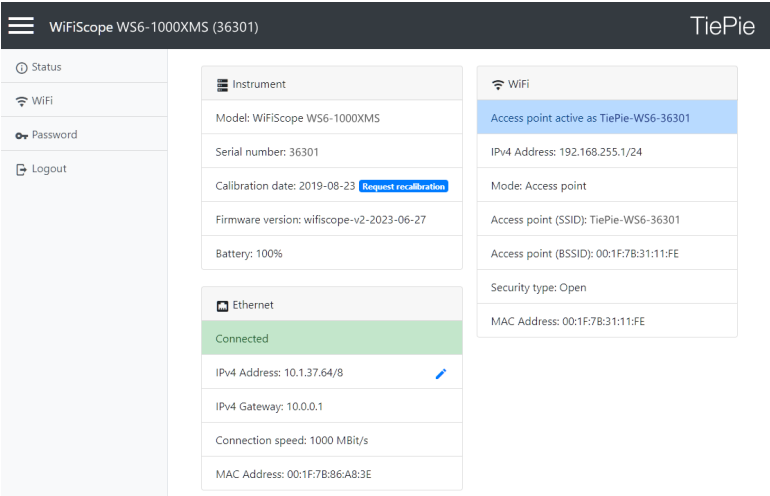 WiFiScope WS6-1000XMS (36301)
TiePie
Status
WiFi
Password
Logout
Instrument
Model: WiFiScope WS6-1000XMS
Serial number: 36301
Calibration date: 2019-08-23 Request recalibration
Firmware version: wifiscope-v2-2023-06-27
Battery: 100%
Ethernet
Connected
IPv4 Address: 10.1.37.64/8
IPv4 Gateway: 10.0.0.1
Connection speed: 1000 MBit/s
MAC Address: 00:1F:7B:86:A8:3E
WiFi
Access point active as TiePie-WS6-36301
IPv4 Address: 192.168.255.1/24
Mode: Access point
Access point (SSID): TiePie-WS6-36301
Access point (BSSID): 00:1F:7B:31:11:FE
Security type: Open
MAC Address: 00:1F:7B:31:11:FE